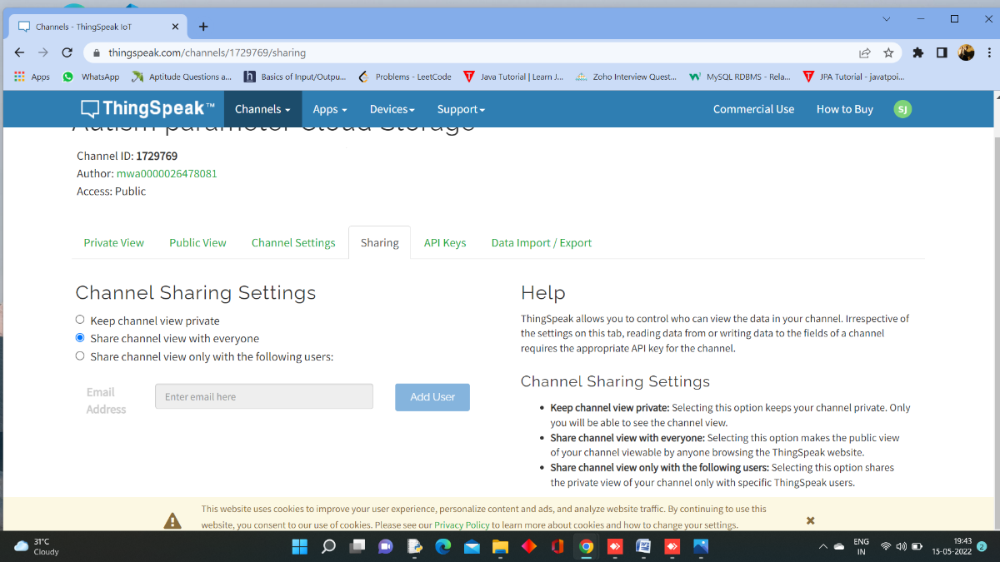 Channels - ThingSpeak IoT
thingspeak.com/channels/1729769/sharing
Apps WhatsApp Aptitude Questions a... Basics of Input/Outpu... Problems - LeetCode Java Tutorial | Learn J... Zoho Interview Quest... MySQL RDBMS - Rela... JPA Tutorial - javatpoi...
ThingSpeak™ Channels Apps Devices Support Commercial Use How to Buy SJ
Autism parameter Cloud Storage
Channel ID: 1729769
Author: mwa0000026478081
Access: Public
Private View Public View Channel Settings Sharing API Keys Data Import / Export
Channel Sharing Settings
Keep channel view private
Share channel view with everyone
Share channel view only with the following users:
Email
Address
Enter email here
Add User
Help
ThingSpeak allows you to control who can view the data in your channel. Irrespective of
the settings on this tab, reading data from or writing data to the fields of a channel
requires the appropriate API key for the channel.
Channel Sharing Settings
• Keep channel view private: Selecting this option keeps your channel private. Only
you will be able to see the channel view.
• Share channel view with everyone: Selecting this option makes the public view
of your channel viewable by anyone browsing the ThingSpeak website.
• Share channel view only with the following users: Selecting this option shares
the private view of your channel only with specific ThingSpeak users.
This website uses cookies to improve your user experience, personalize content and ads, and analyze website traffic. By continuing to use this
website, you consent to our use of cookies. Please see our Privacy Policy to learn more about cookies and how to change your settings.
31°C
Cloudy
ENG
IN
19:43
15-05-2022
2